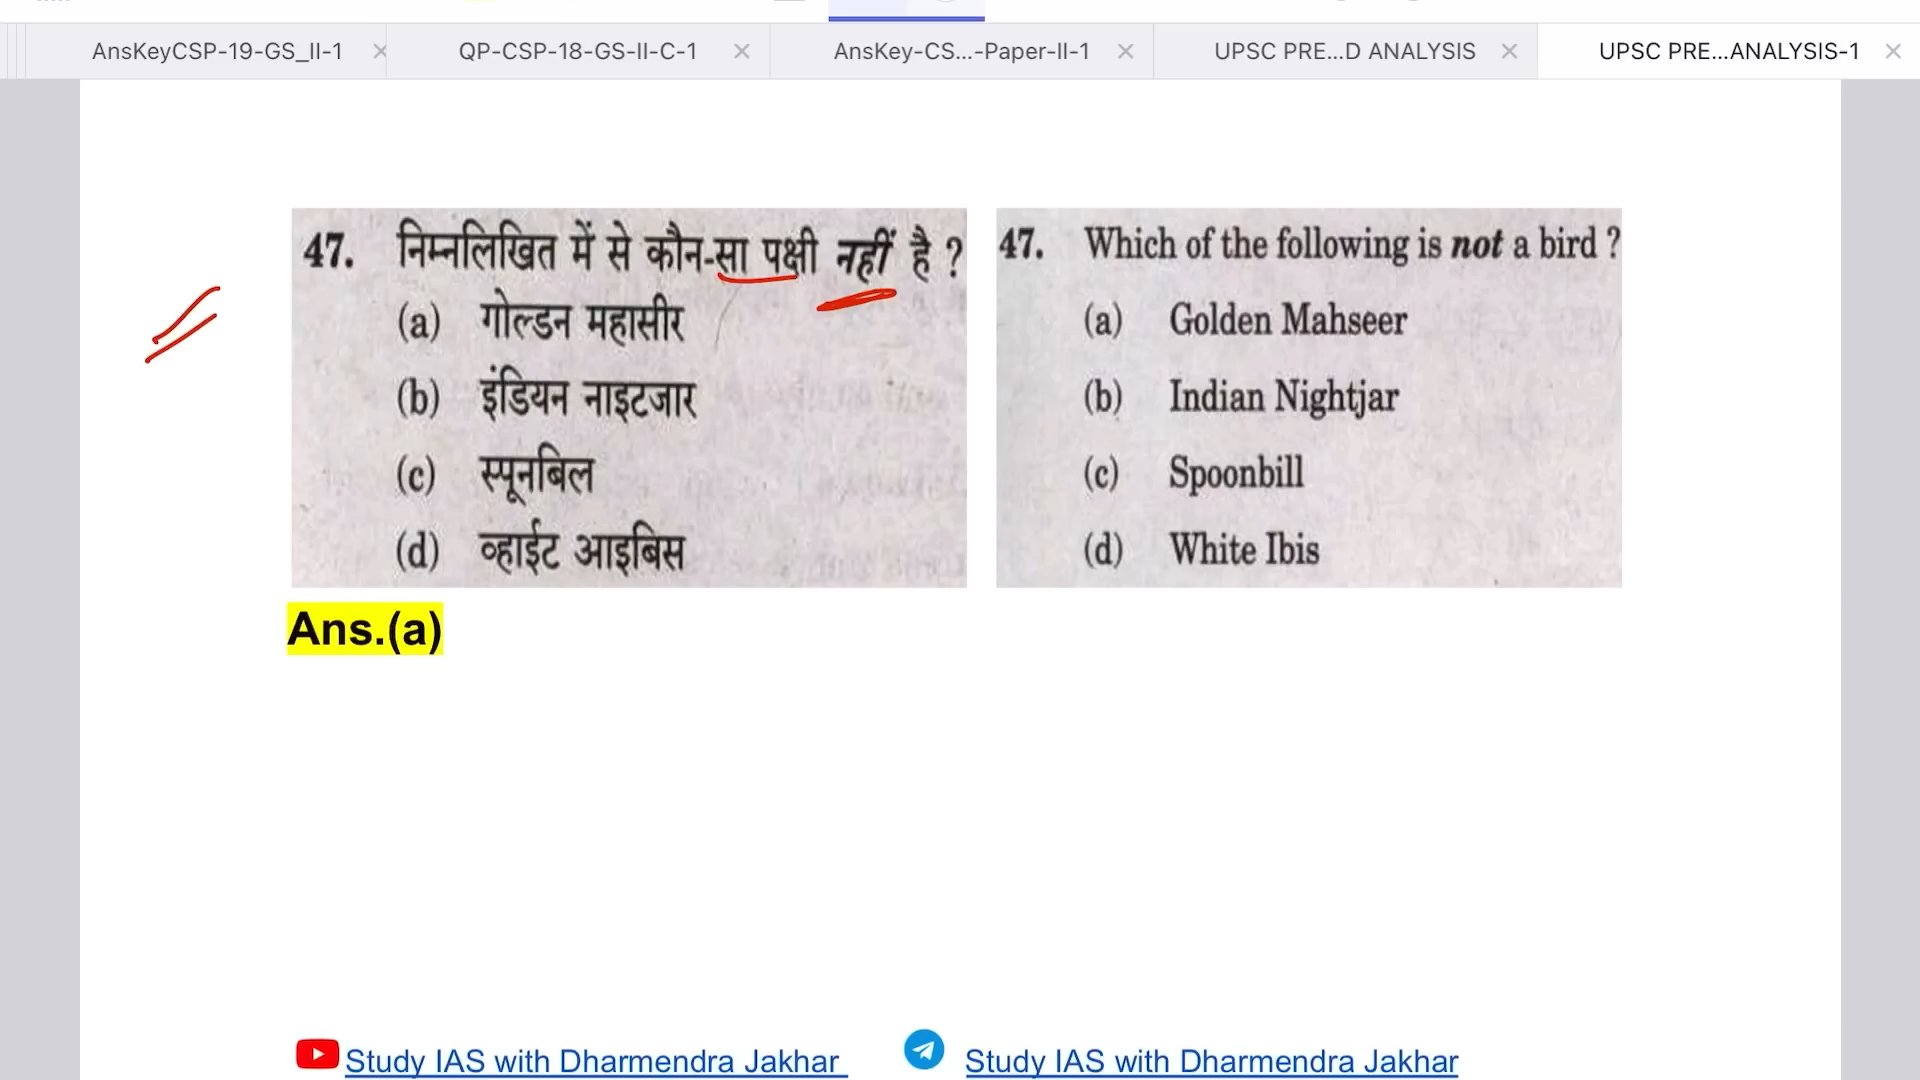 AnsKeyCSP-19-GS_II-1
QP-CSP-18-GS-II-C-1
AnsKey-CS...-Paper-II-1
UPSC PRE...D ANALYSIS
UPSC PRE...ANALYSIS-1
47. निम्नलिखित में से कौन-सा पक्षी नहीं है ?
(a) गोल्डन महासीर
(b) इंडियन नाइटजार
(c) स्पूनबिल
(d) व्हाईट आइबिस
47. Which of the following is not a bird ?
(a) Golden Mahseer
(b) Indian Nightjar
(c) Spoonbill
(d) White Ibis
Ans.(a)
Study IAS with Dharmendra Jakhar
Study IAS with Dharmendra Jakhar